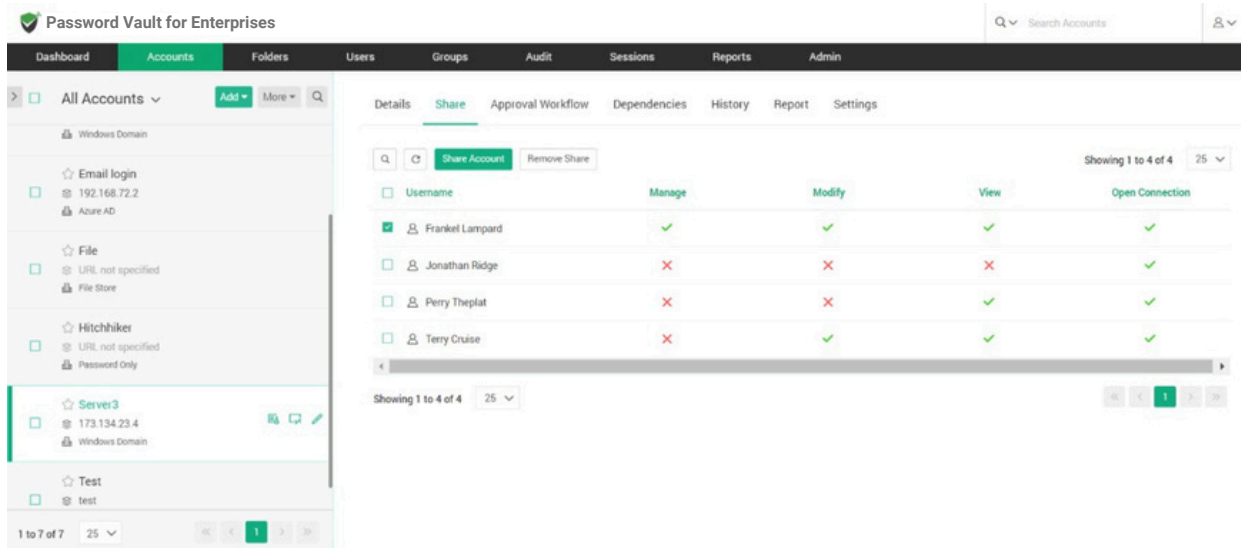 Password Vault for Enterprises
Search Accounts
Dashboard Accounts Folders Users Groups Audit Sessions Reports Admin
All Accounts Add More
Windows Domain
Email login
192.168.72.2
Azure AD
File
URL not specified
File Store
Hitchhiker
URL not specified
Password Only
Server3
173.134.23.4
Windows Domain
Test
test
1 to 7 of 7 25 1
Details Share Approval Workflow Dependencies History Report Settings
Share Account Remove Share Showing 1 to 4 of 4 25
Username Manage Modify View Open Connection
Frankel Lampard
Jonathan Ridge
Perry Theplat
Terry Cruise
Showing 1 to 4 of 4 25 1